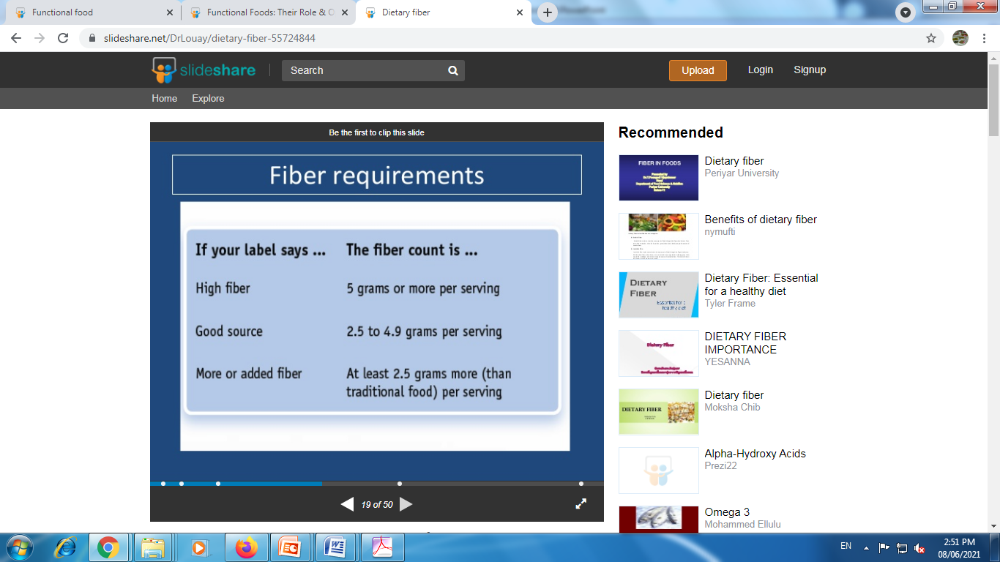 Functional food
Functional Foods: Their Role & O
Dietary fiber
slideshare.net/DrLouay/dietary-fiber-55724844
slideshare
Search
Upload
Login
Signup
Home
Explore
Be the first to clip this slide
Fiber requirements
If your label says ... The fiber count is ...
High fiber 5 grams or more per serving
Good source 2.5 to 4.9 grams per serving
More or added fiber At least 2.5 grams more (than
traditional food) per serving
19 of 50
Recommended
FIBER IN FOODS
Dietary fiber
Periyar University
Benefits of dietary fiber
nymufti
DIETARY
FIBER
Essential for a
healthy diet
Dietary Fiber: Essential
for a healthy diet
Tyler Frame
Dietary Fiber
DIETARY FIBER
IMPORTANCE
YESANNA
DIETARY FIBER
Dietary fiber
Moksha Chib
Alpha-Hydroxy Acids
Prezi22
Omega 3
Mohammed Ellulu
EN
2:51 PM
08/06/2021